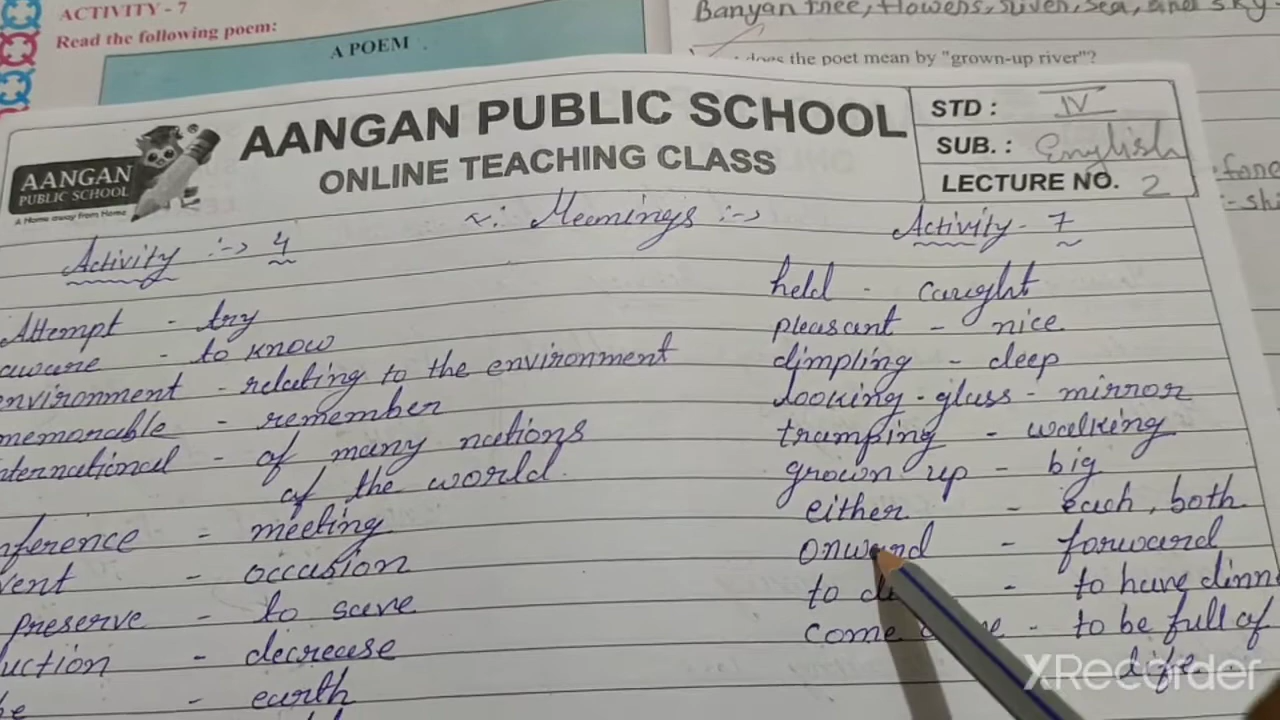 ACTIVITY - 7
Read the following poem:
A POEM
Banyan tree, flowers, river, sea, and sky
does the poet mean by "grown-up river"?
AANGAN PUBLIC SCHOOL
ONLINE TEACHING CLASS
AANGAN
PUBLIC SCHOOL
A Home away from Home
STD : IV
SUB. : English
LECTURE NO. 2
Meanings :->
Activity :-> 4
Attempt - try
aware - to know
environment - relating to the environment
memorable - remember
international - of many nations
of the world.
- meeting
- occasion
preserve - to save
- decrease
- earth
Activity - 7
held - caught
pleasant - nice
dimpling - deep
looking-glass - mirror
tramping - walking
grown up - big
either - each, both
onward - forward
to - to have dinn
come - to be full of
life.
XRecorder